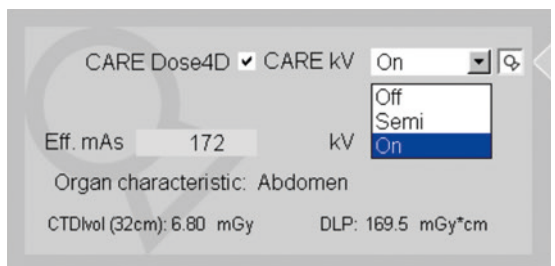 CARE Dose4D CARE kV On
Off
Semi
Eff. mAs 172 kV On
Organ characteristic: Abdomen
CTDIvol (32cm): 6.80 mGy DLP: 169.5 mGy*cm